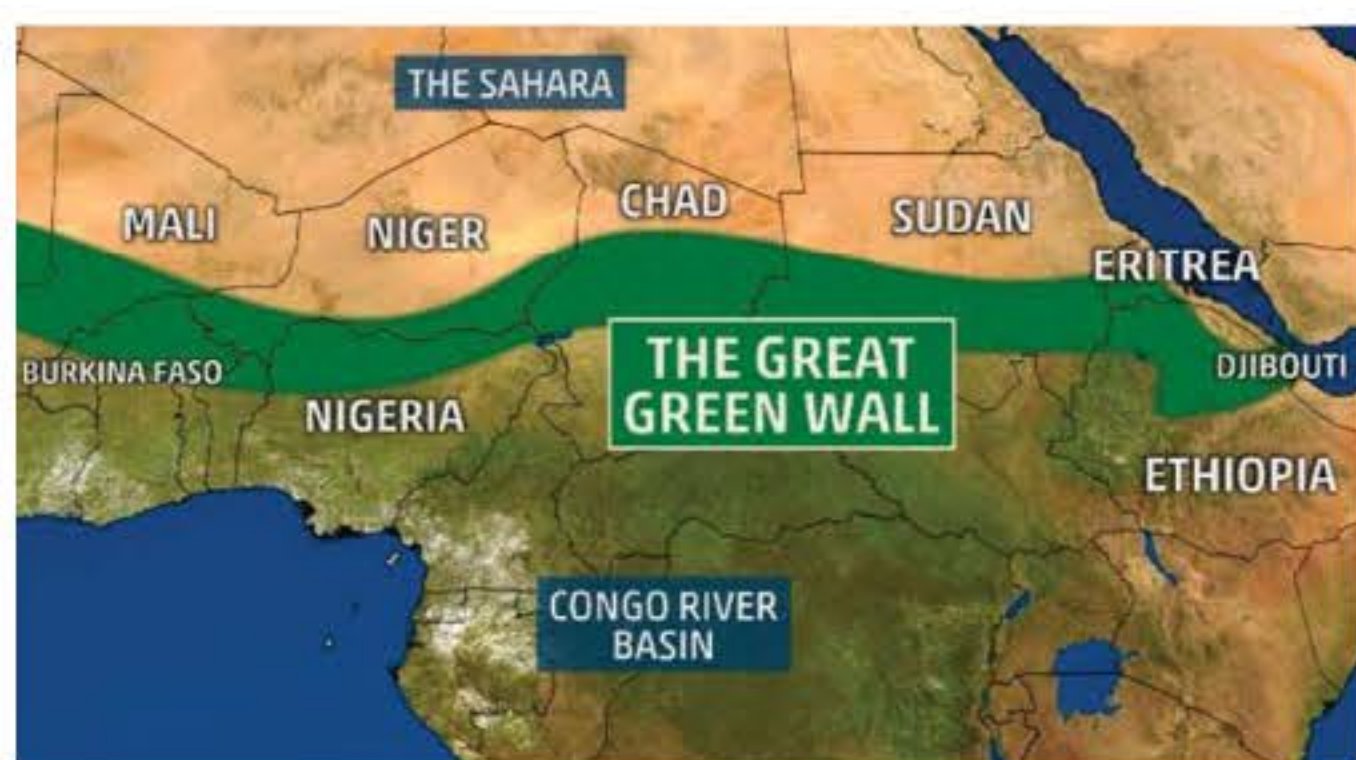 THE SAHARA
MALI
NIGER
CHAD
SUDAN
ERITREA
BURKINA FASO
NIGERIA
THE GREAT
GREEN WALL
DJIBOUTI
ETHIOPIA
CONGO RIVER
BASIN